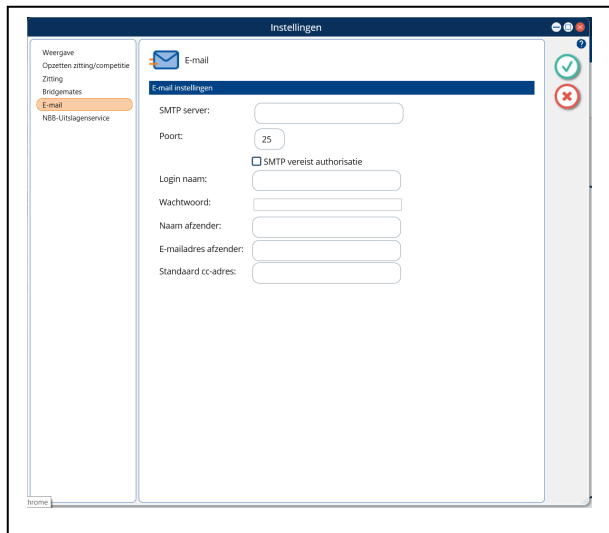 Instellingen
Weergave
Opzetten zitting/competitie
Zitting
Bridgemates
E-mail
NBB-Uitslagenservice
E-mail
E-mail instellingen
SMTP server:
Poort:
25
SMTP vereist authorisatie
Login naam:
Wachtwoord:
Naam afzender:
E-mailadres afzender:
Standaard cc-adres:
?
hrome